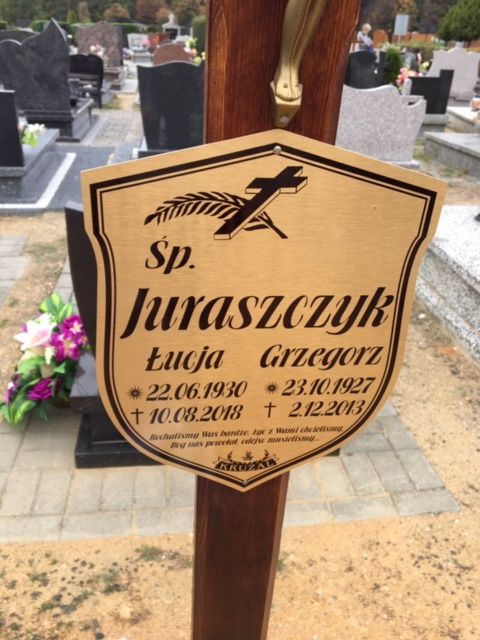 Śp.
Juraszczyk
Łucja Grzegorz
22.06.1930 23.10.1927
10.08.2018 2.12.2013
Kochaliśmy Was bardzo, żyć z Wami chcieliśmy...
Bóg nas powołał, odejść musieliśmy...
KRUŻAL